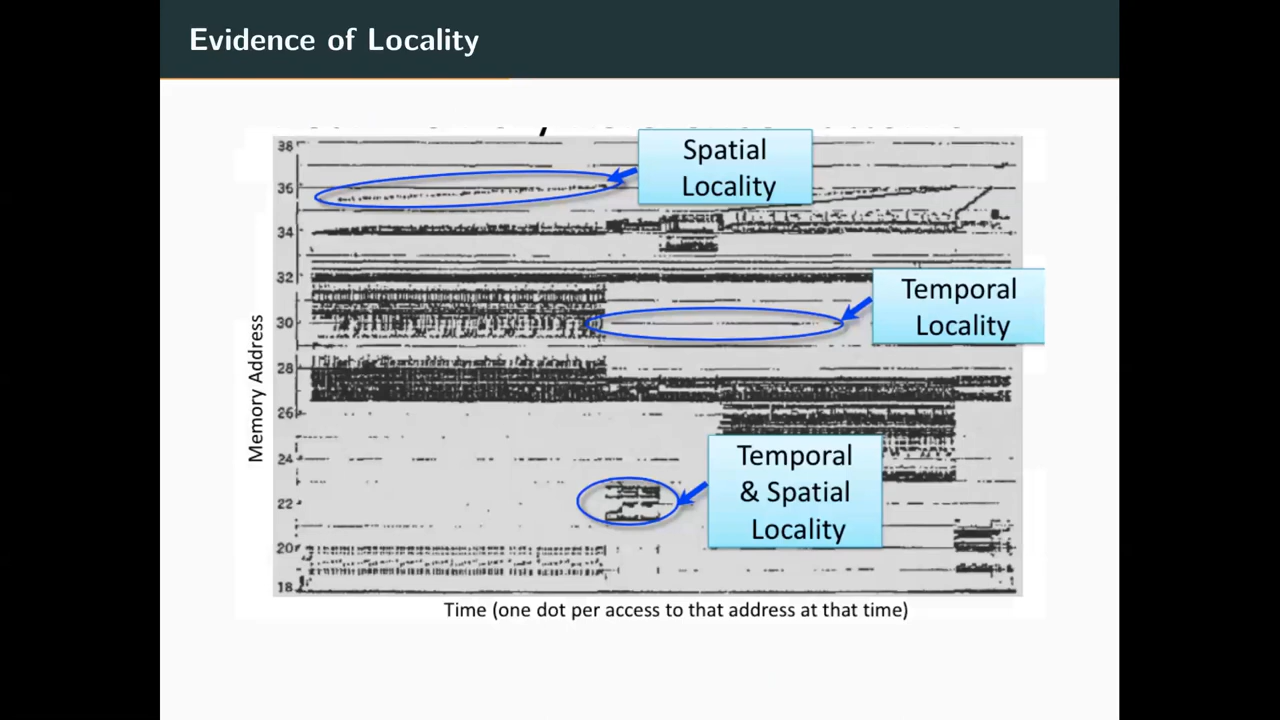 Evidence of Locality
38
36
34
32
30
28
26
24
22
20
18
Memory Address
Spatial
Locality
Temporal
Locality
Temporal
& Spatial
Locality
Time (one dot per access to that address at that time)